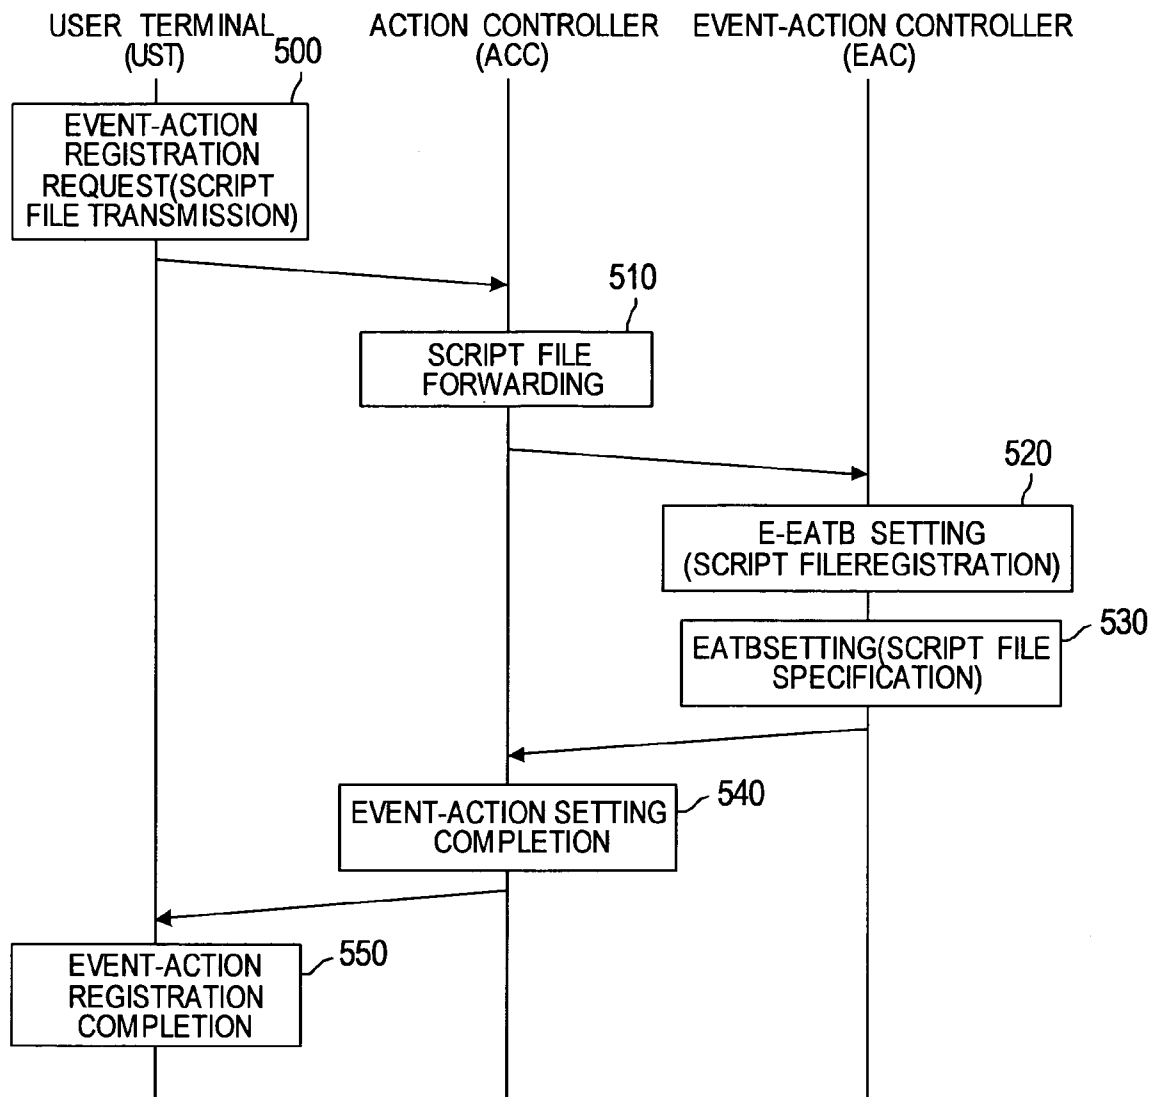 USER TERMINAL
(UST)
ACTION CONTROLLER
(ACC)
EVENT-ACTION CONTROLLER
(EAC)
500
EVENT-ACTION
REGISTRATION
REQUEST(SCRIPT
FILE TRANSMISSION)
510
SCRIPT FILE
FORWARDING
520
E-EATB SETTING
(SCRIPT FILEREGISTRATION)
530
EATBSETTING(SCRIPT FILE
SPECIFICATION)
540
EVENT-ACTION SETTING
COMPLETION
550
EVENT-ACTION
REGISTRATION
COMPLETION